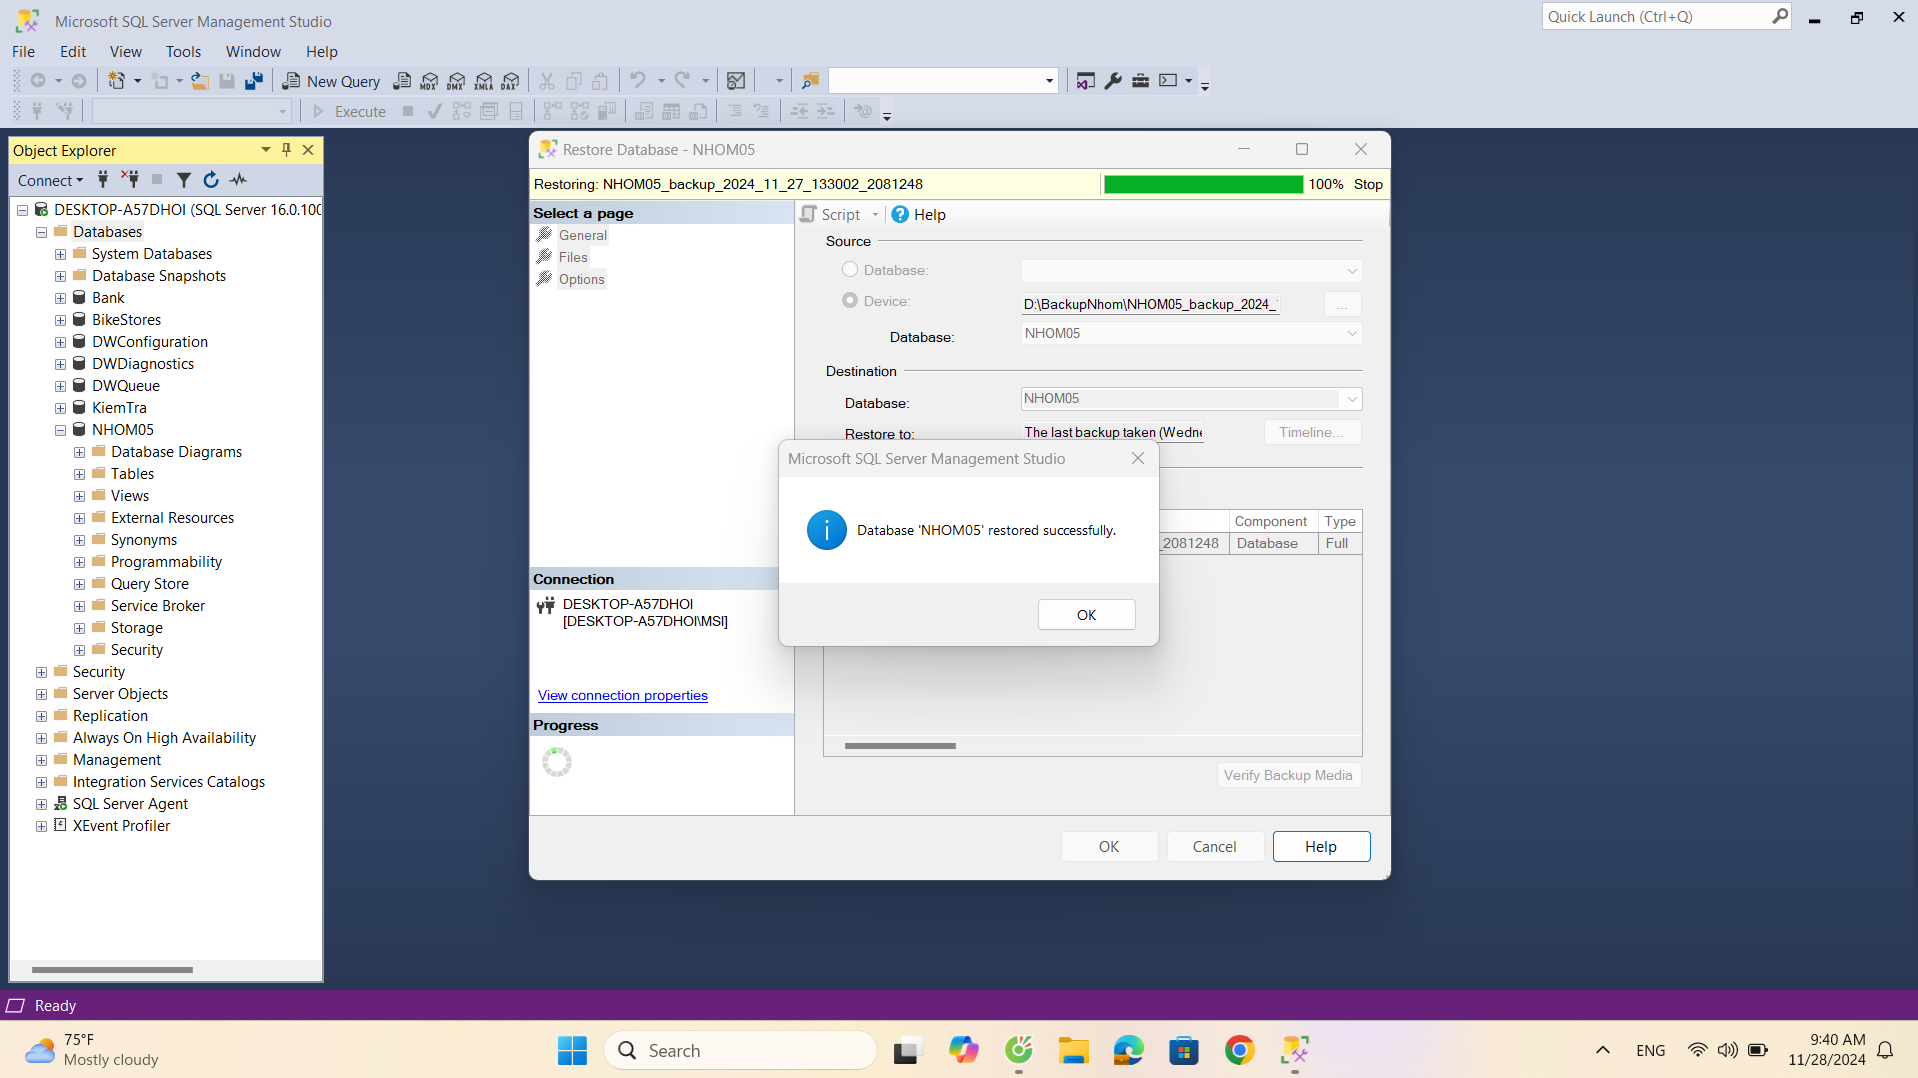 Microsoft SQL Server Management Studio
Quick Launch (Ctrl+Q)
File Edit View Tools Window Help
New Query MDX DMX XMLA DAX
Execute
Object Explorer
Connect
DESKTOP-A57DHOI (SQL Server 16.0.100
Databases
System Databases
Database Snapshots
Bank
BikeStores
DWConfiguration
DWDiagnostics
DWQueue
KiemTra
NHOM05
Database Diagrams
Tables
Views
External Resources
Synonyms
Programmability
Query Store
Service Broker
Storage
Security
Security
Server Objects
Replication
Always On High Availability
Management
Integration Services Catalogs
SQL Server Agent
XEvent Profiler
Restore Database - NHOM05
Restoring: NHOM05_backup_2024_11_27_133002_2081248 100% Stop
Select a page
General
Files
Options
Script Help
Source
Database:
Device: D:\BackupNhom\NHOM05_backup_2024_ ...
Database: NHOM05
Destination
Database: NHOM05
Restore to: The last backup taken (Wedne Timeline...
Component Type
_2081248 Database Full
Microsoft SQL Server Management Studio
Database 'NHOM05' restored successfully.
OK
Connection
DESKTOP-A57DHOI
[DESKTOP-A57DHOI\MSI]
View connection properties
Progress
Verify Backup Media
OK Cancel Help
Ready
75°F
Mostly cloudy
Search
ENG
9:40 AM
11/28/2024